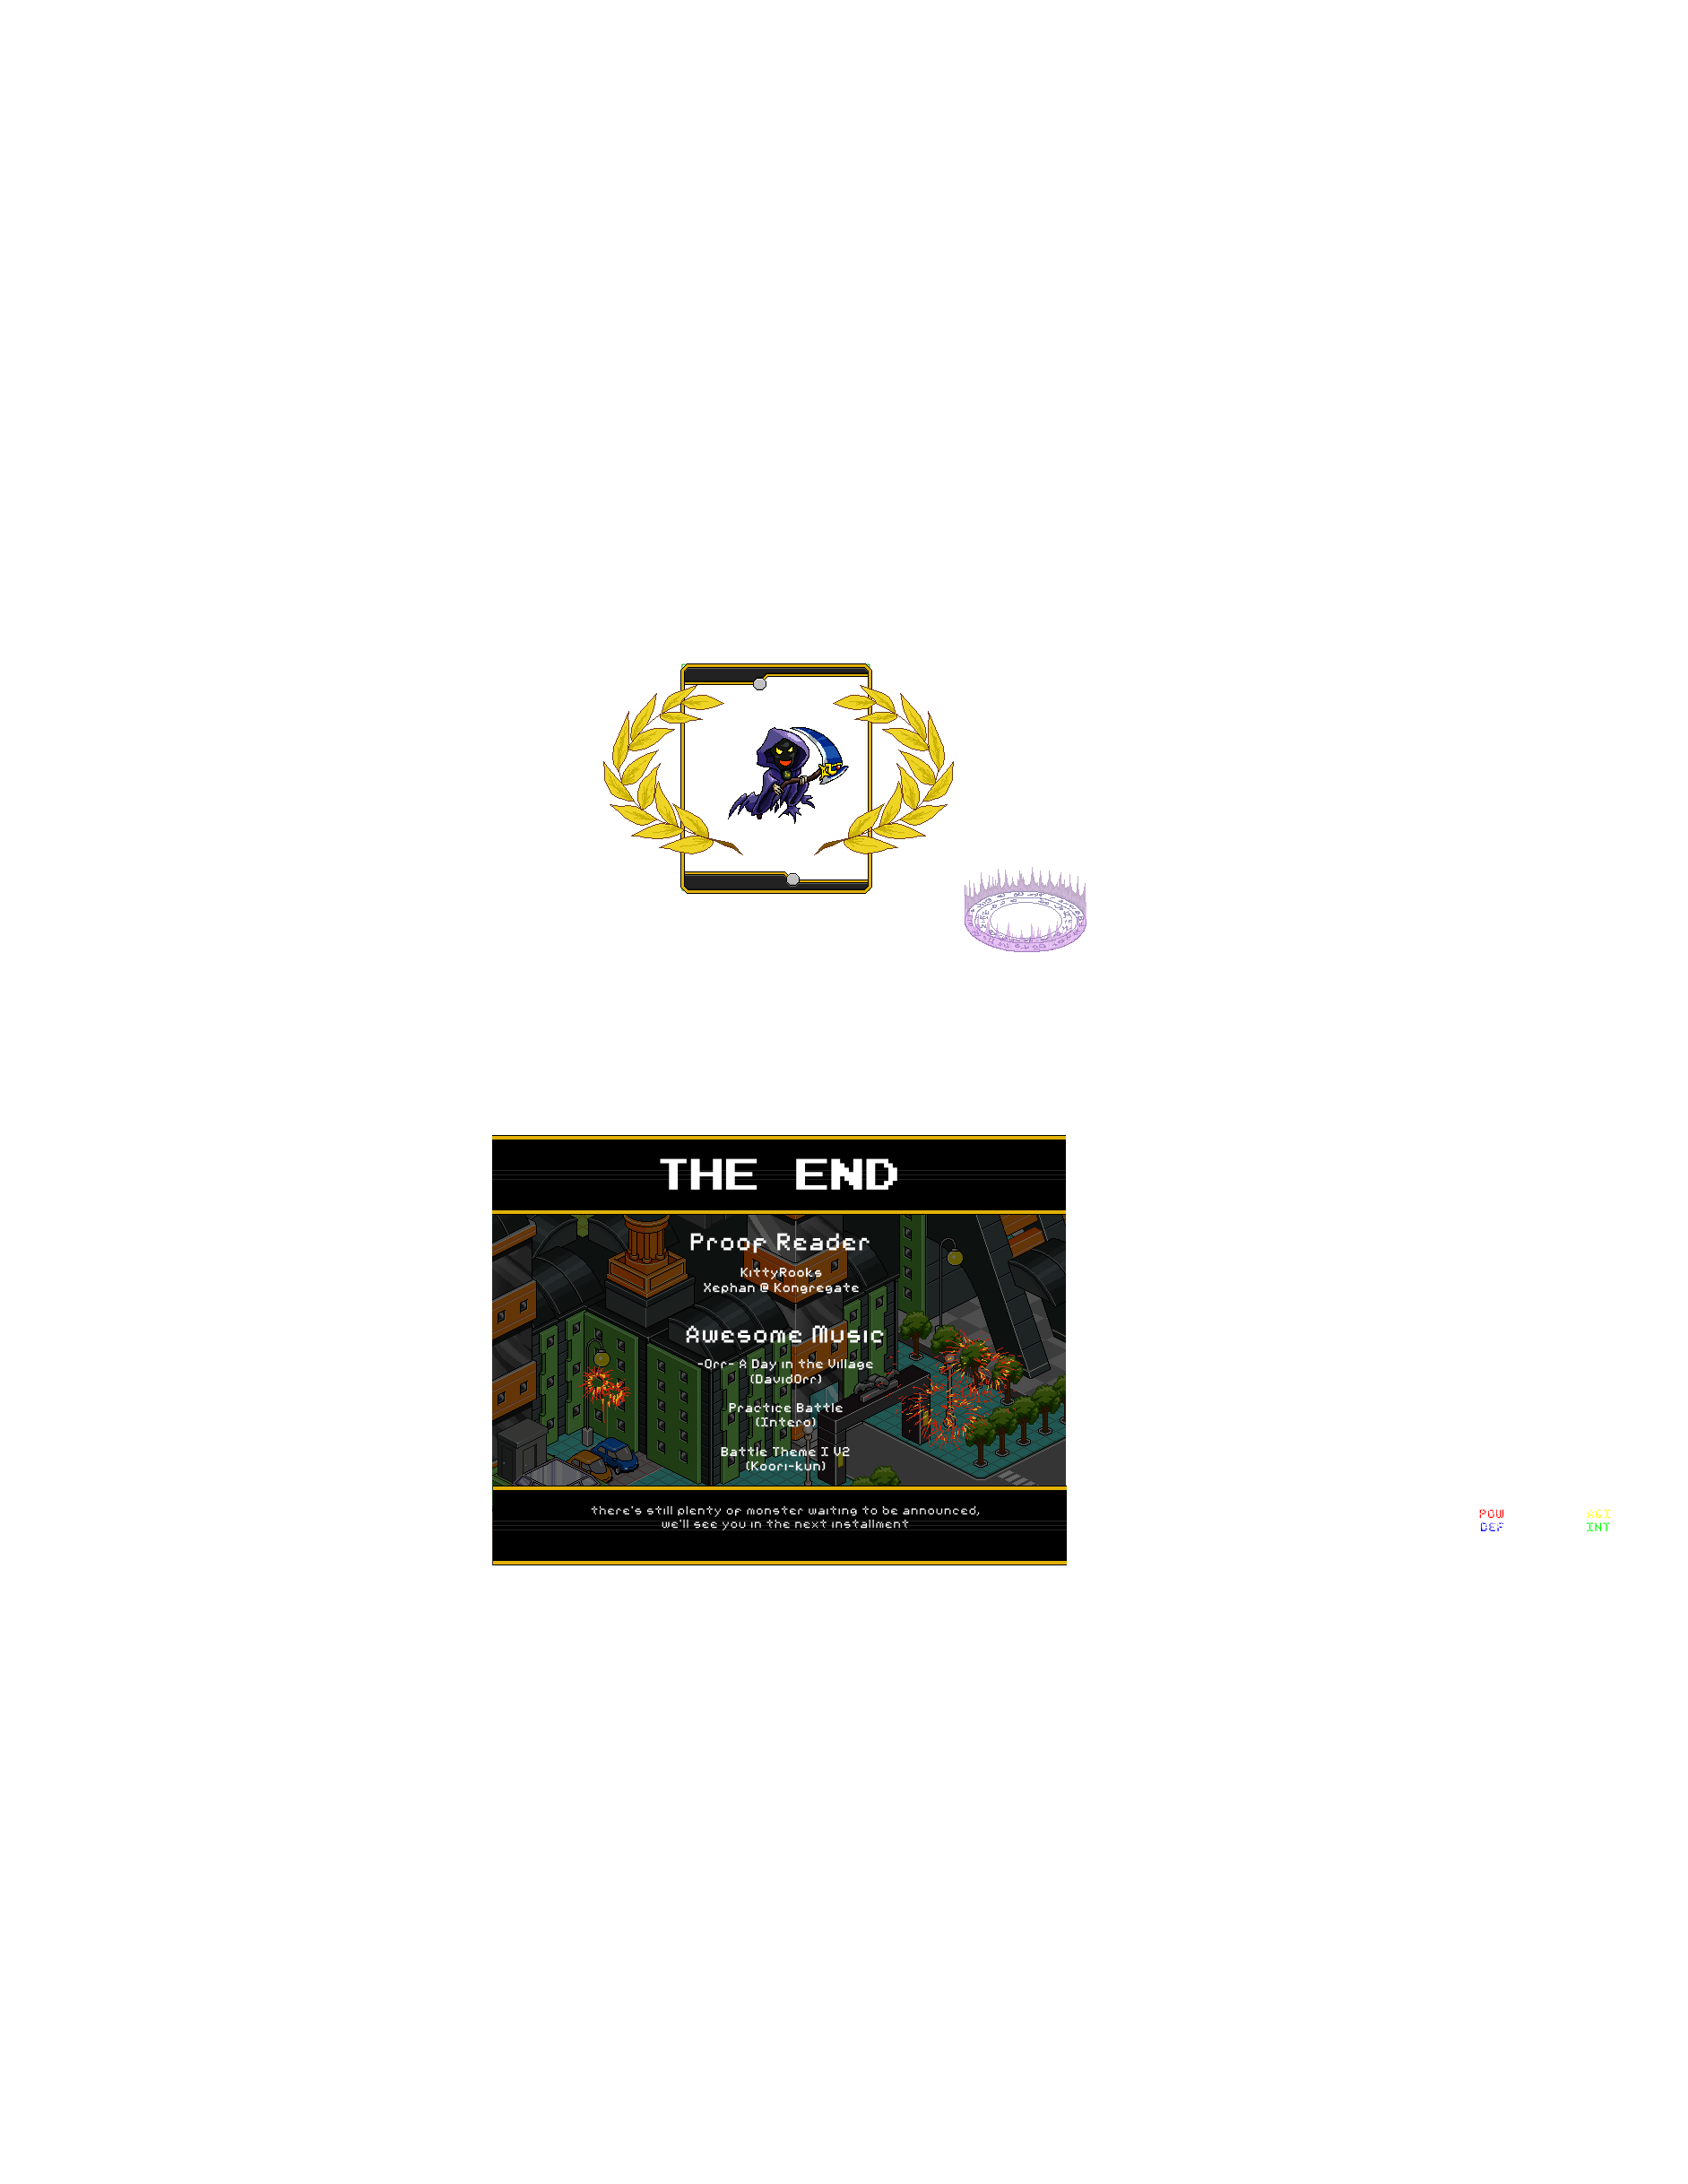 THE END
Proof Reader
KittyRooks
Xephan @ Kongregate
Awesome Music
-Orr- A Day in the Village
(DavidOrr)
Practice Battle
(Intero)
Battle Theme I V2
(Koori-kun)
there's still plenty of monster waiting to be announced,
we'll see you in the next installment
POW AGI
DEF INT